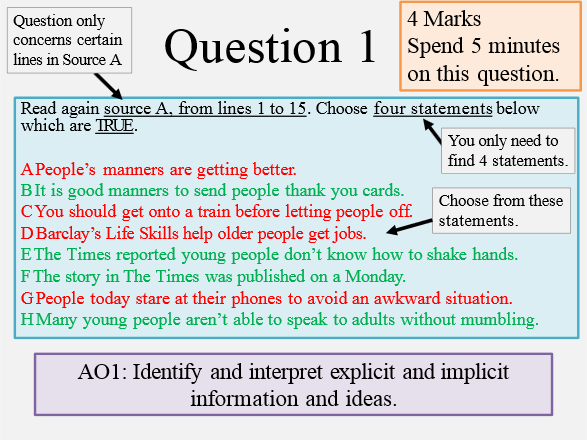 Question only
concerns certain
lines in Source A
Question 1
4 Marks
Spend 5 minutes
on this question.
Read again source A, from lines 1 to 15. Choose four statements below
which are TRUE.
You only need to
find 4 statements.
A People's manners are getting better.
B It is good manners to send people thank you cards.
C You should get onto a train before letting people off.
D Barclay's Life Skills help older people get jobs.
Choose from these
statements.
E The Times reported young people don't know how to shake hands.
F The story in The Times was published on a Monday.
G People today stare at their phones to avoid an awkward situation.
H Many young people aren't able to speak to adults without mumbling.
AO1: Identify and interpret explicit and implicit
information and ideas.